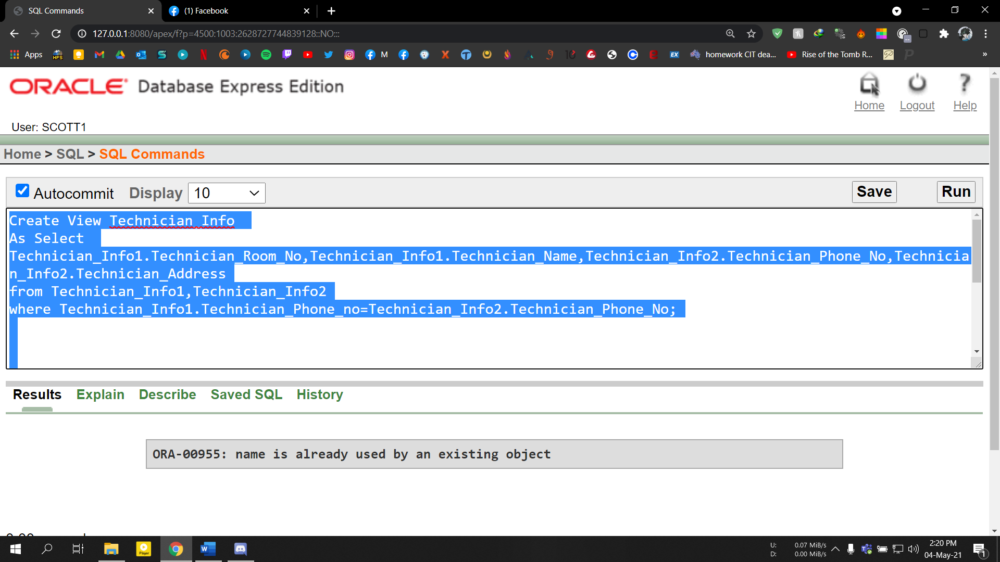 SQL Commands
(1) Facebook
127.0.0.1:8080/apex/f?p=4500:1003:2628727744839128::NO:::
Apps
M
EX
homework CIT dea...
Rise of the Tomb R...
»
ORACLE Database Express Edition
Home
Logout
Help
User: SCOTT1
Home > SQL > SQL Commands
Autocommit
Display
10
Save
Run
Create View Technician_Info
As Select
Technician_Info1.Technician_Room_No,Technician_Info1.Technician_Name,Technician_Info2.Technician_Phone_No,Technicia
n_Info2.Technician_Address
from Technician_Info1,Technician_Info2
where Technician_Info1.Technician_Phone_no=Technician_Info2.Technician_Phone_No;
Results
Explain
Describe
Saved SQL
History
ORA-00955: name is already used by an existing object
Player
U: 0.07 MiB/s
D: 0.00 MiB/s
2:20 PM
04-May-21
1